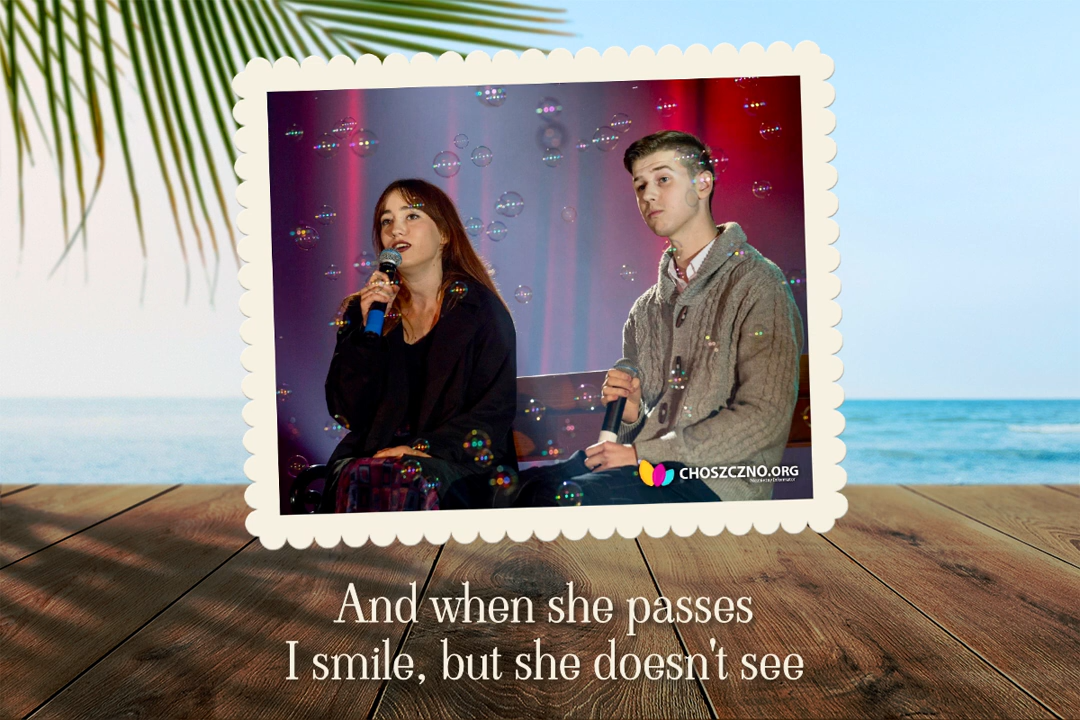 CHOSZCZNO.ORG
And when she passes
I smile, but she doesn't see